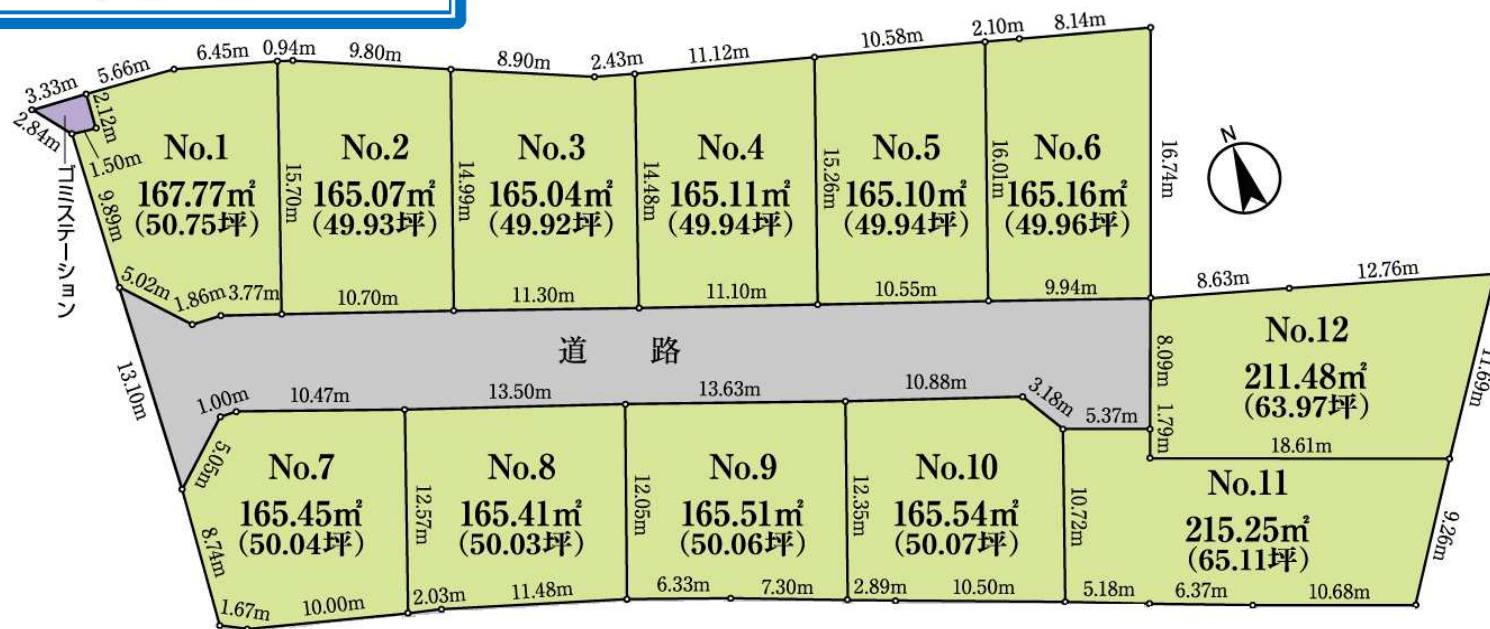 3.33m
5.66m
6.45m
0.94m
9.80m
8.90m
2.43m
11.12m
10.58m
2.10m
8.14m
2.84m
2.12m
1.50m
ゴミステーション
9.89m
No.1
167.77㎡
(50.75坪)
15.70m
No.2
165.07㎡
(49.93坪)
14.99m
No.3
165.04㎡
(49.92坪)
14.48m
No.4
165.11㎡
(49.94坪)
15.26m
No.5
165.10㎡
(49.94坪)
16.01m
No.6
165.16㎡
(49.96坪)
16.74m
N
5.02m
1.86m
3.77m
10.70m
11.30m
11.10m
10.55m
9.94m
8.63m
12.76m
道路
13.10m
No.12
211.48㎡
(63.97坪)
8.09m
1.79m
11.69m
18.61m
1.00m
10.47m
13.50m
13.63m
10.88m
3.18m
5.37m
5.05m
No.7
165.45㎡
(50.04坪)
12.57m
No.8
165.41㎡
(50.03坪)
12.05m
No.9
165.51㎡
(50.06坪)
12.35m
No.10
165.54㎡
(50.07坪)
10.72m
No.11
215.25㎡
(65.11坪)
9.26m
8.74m
1.67m
10.00m
2.03m
11.48m
6.33m
7.30m
2.89m
10.50m
5.18m
6.37m
10.68m